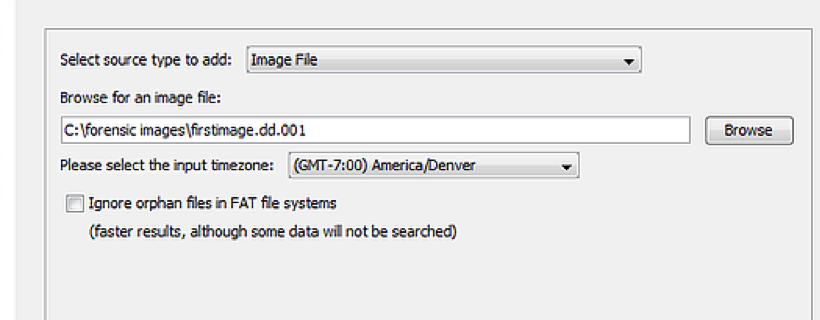 Select source type to add: Image File
Browse for an image file:
C:\forensic images\firstimage.dd.001 Browse
Please select the input timezone: (GMT-7:00) America/Denver
Ignore orphan files in FAT file systems
(faster results, although some data will not be searched)